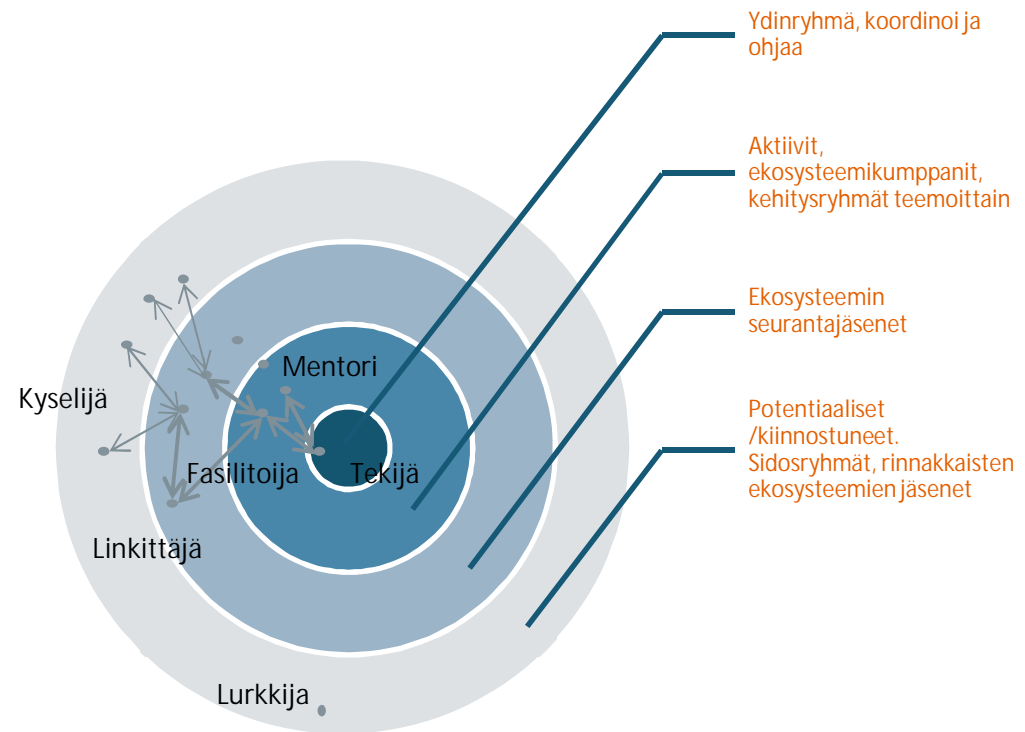 Ydinryhmä, koordinoi ja
ohjaa
Aktiivit,
ekosysteemikumppanit,
kehitysryhmät teemoittain
Ekosysteemin
seurantajäsenet
Mentori
Kyselijä
Potentiaaliset
/kiinnostuneet.
Sidosryhmät, rinnakkaisten
ekosysteemien jäsenet
Fasilitoija
Tekijä
Linkittäjä
Lurkkija